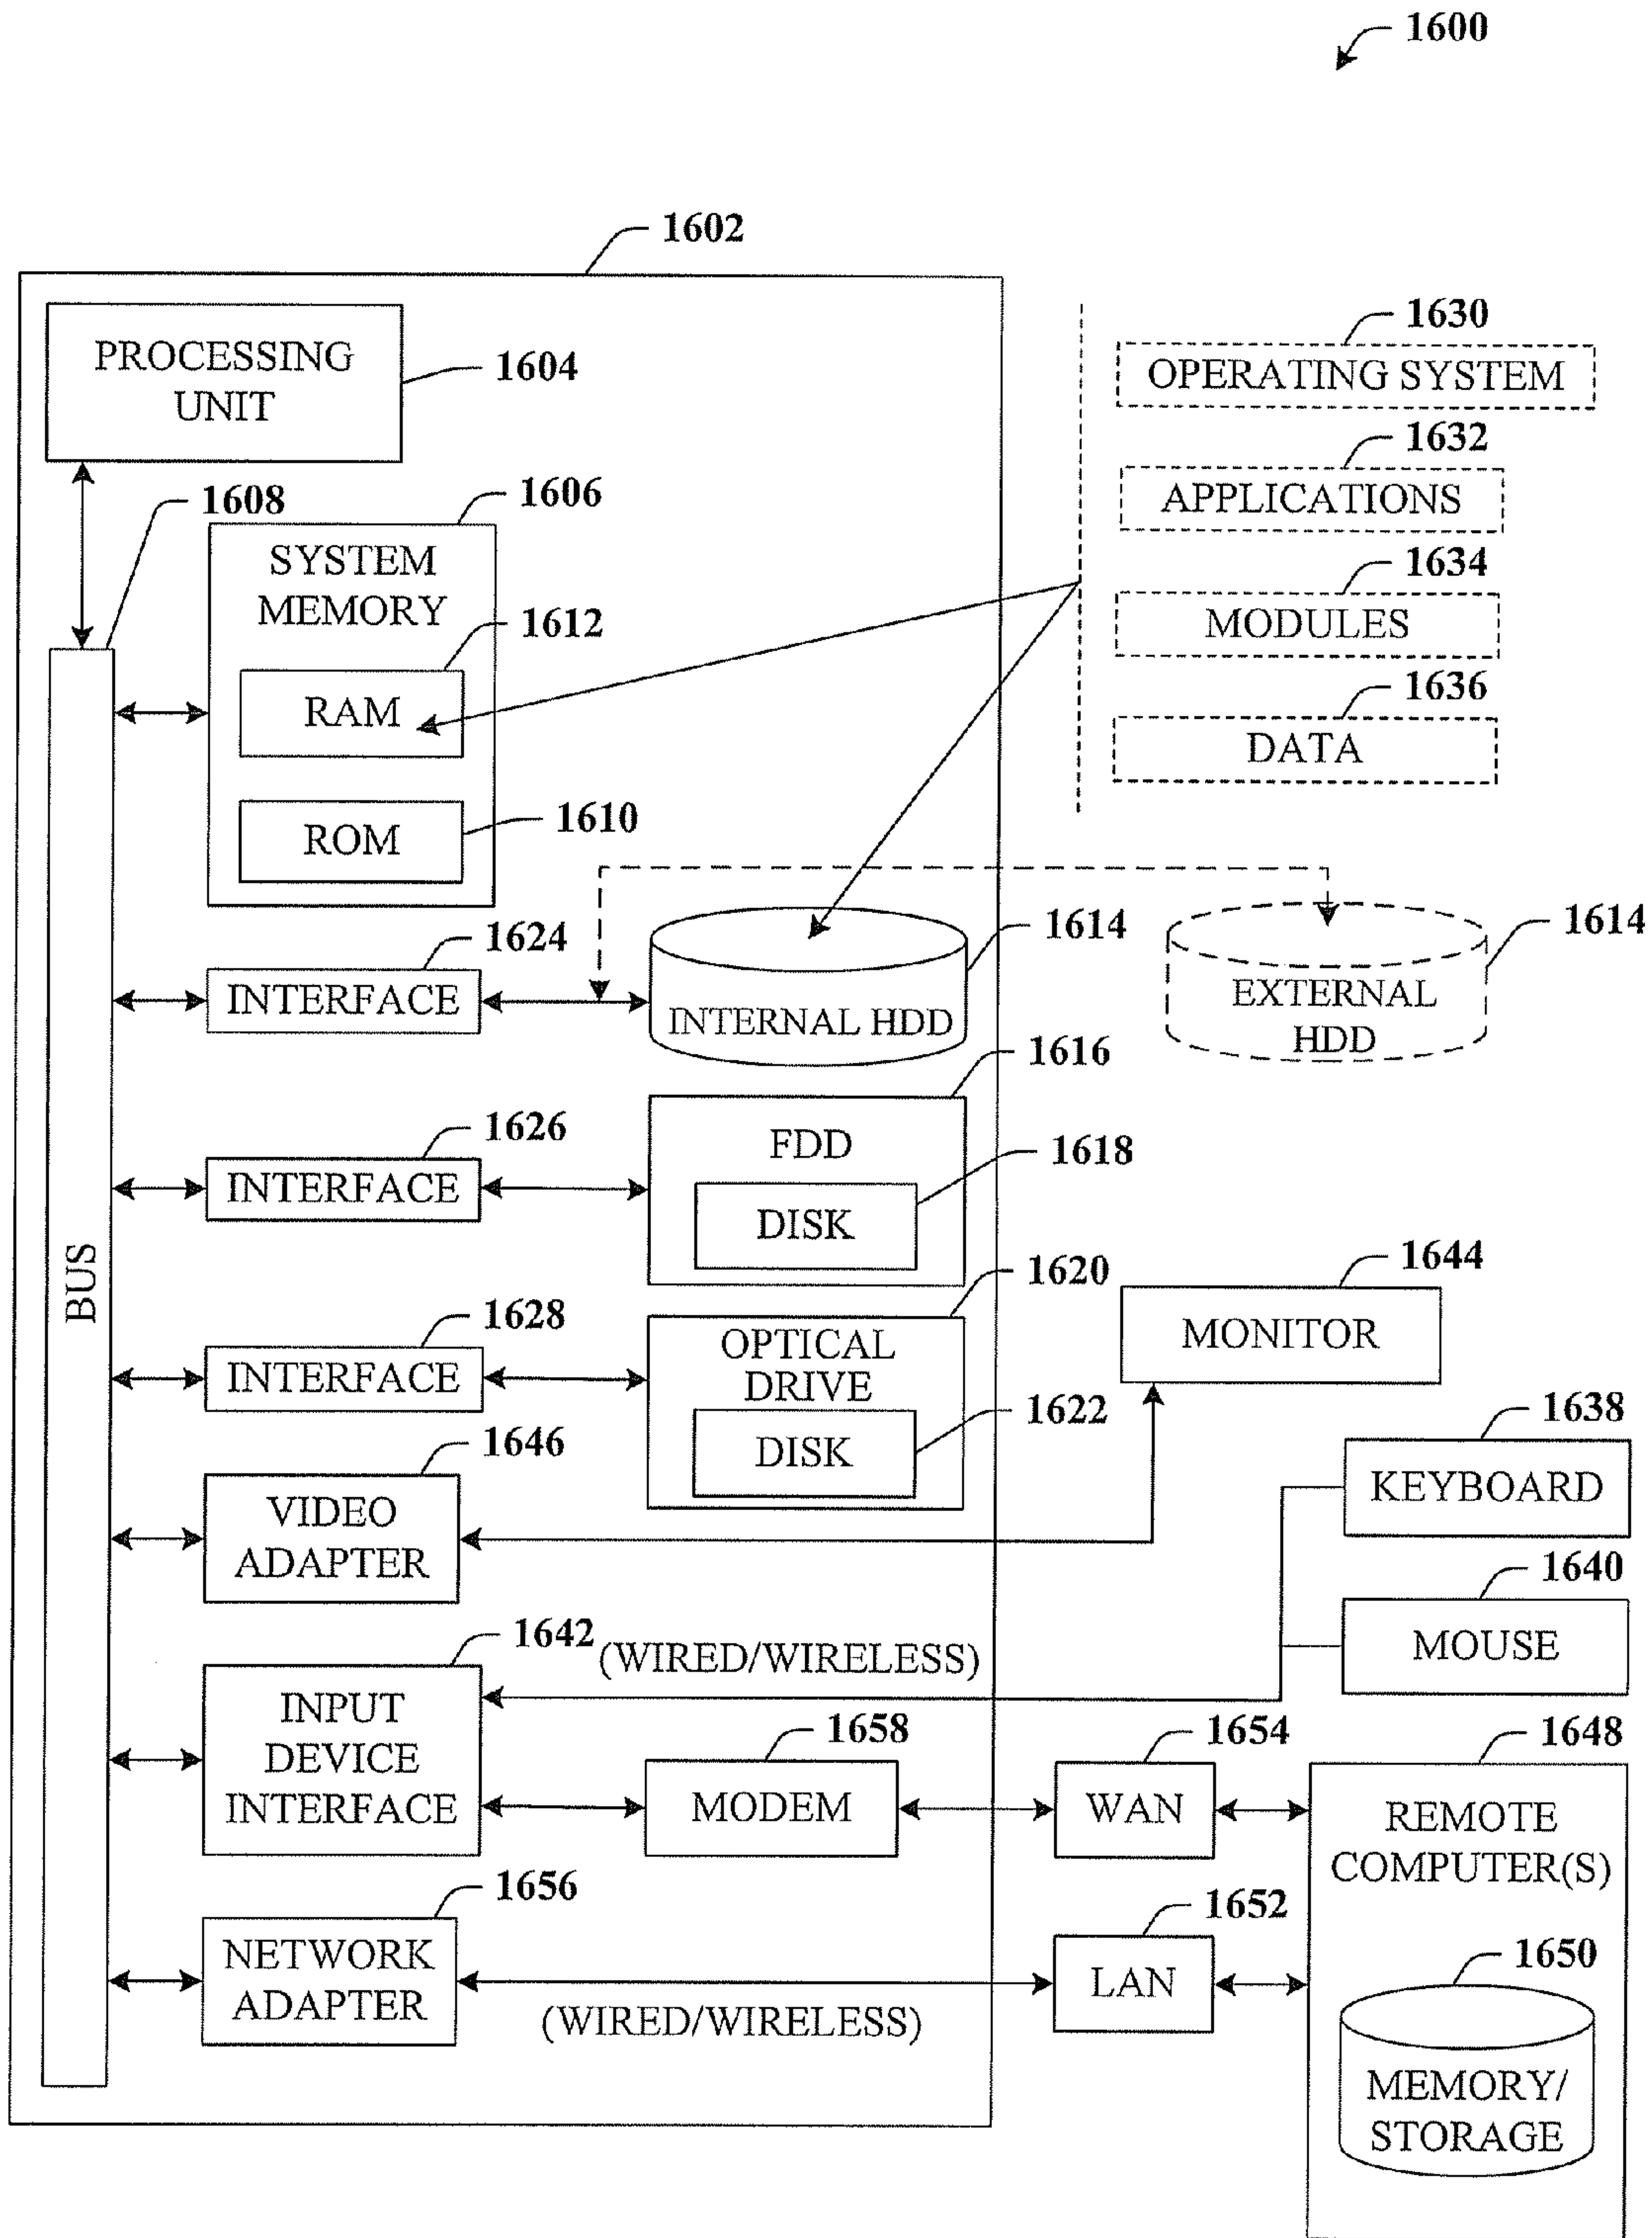 1600
1602
PROCESSING
UNIT
1604
1630
OPERATING SYSTEM
1632
APPLICATIONS
1634
MODULES
1636
DATA
1608
1606
SYSTEM
MEMORY
1612
RAM
ROM
1610
1624
INTERFACE
1614
INTERNAL HDD
1614
EXTERNAL
HDD
1616
1626
INTERFACE
FDD
1618
DISK
BUS
1620
1628
INTERFACE
OPTICAL
DRIVE
1622
DISK
1644
MONITOR
1646
VIDEO
ADAPTER
1638
KEYBOARD
1640
MOUSE
1642
(WIRED/WIRELESS)
INPUT
DEVICE
INTERFACE
1658
MODEM
1654
WAN
1648
REMOTE
COMPUTER(S)
1656
NETWORK
ADAPTER
(WIRED/WIRELESS)
1652
LAN
1650
MEMORY/
STORAGE